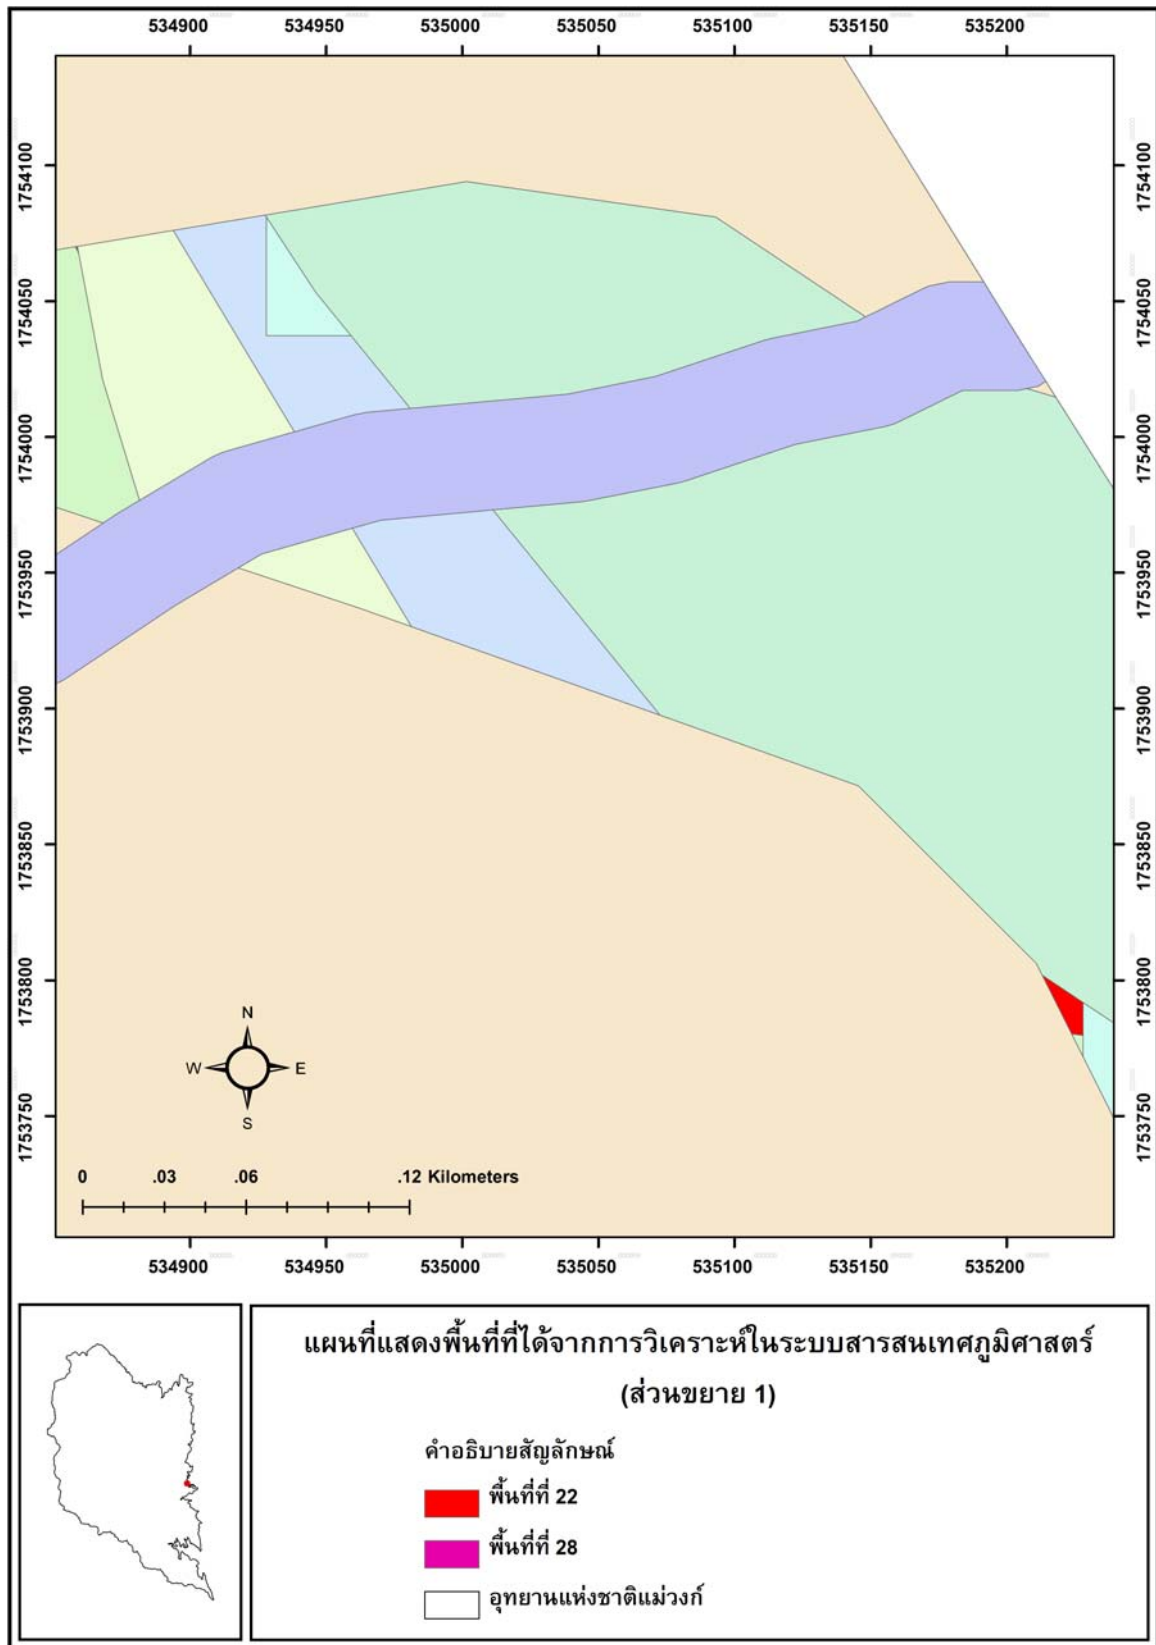 534900 534950 535000 535050 535100 535150 535200
1754100 1754100
1754050 1754050
1754000 1754000
1753950 1753950
1753900 1753900
1753850 1753850
1753800 1753800
1753750 1753750
N
W E
S
0 .03 .06 .12 Kilometers
534900 534950 535000 535050 535100 535150 535200
แผนที่แสดงพื้นที่ที่ได้จากการวิเคราะห์ในระบบสารสนเทศภูมิศาสตร์
(ส่วนขยาย 1)
คำอธิบายสัญลักษณ์
พื้นที่ที่ 22
พื้นที่ที่ 28
อุทยานแห่งชาติแม่วงก์